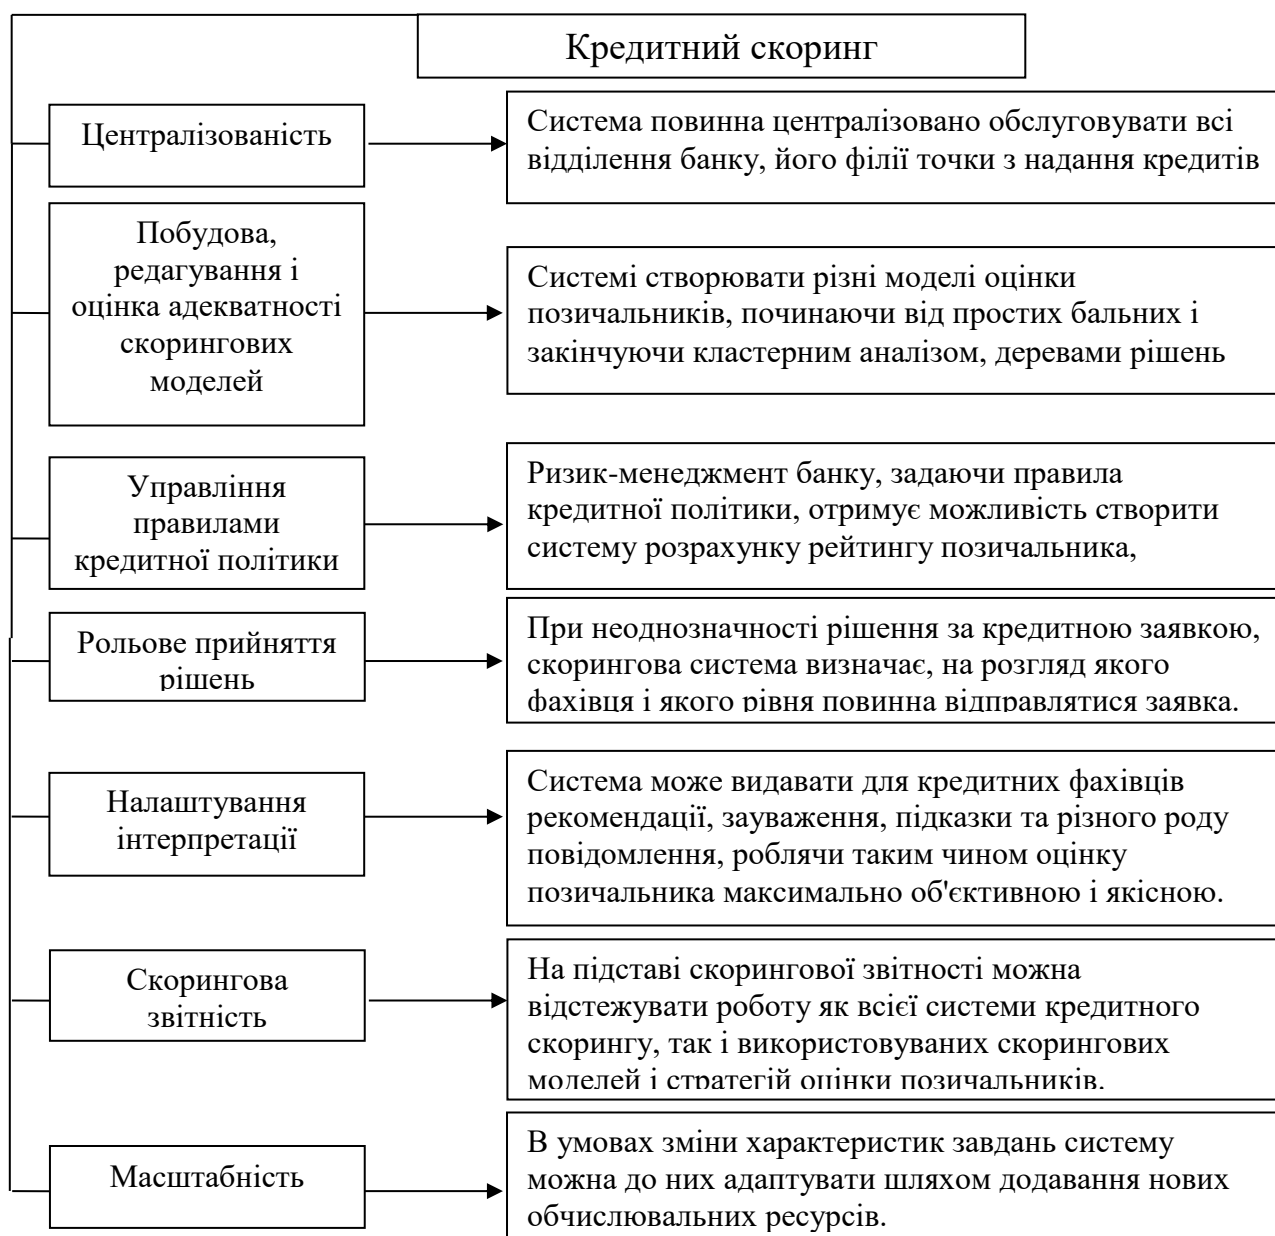 Кредитний скоринг
Централізованість
Система повинна централізовано обслуговувати всі
відділення банку, його філії точки з надання кредитів
Побудова,
редагування і
оцінка адекватності
скорингових
моделей
Системі створювати різні моделі оцінки
позичальників, починаючи від простих бальних і
закінчуючи кластерним аналізом, деревами рішень
Управління
правилами
кредитної політики
Ризик-менеджмент банку, задаючи правила
кредитної політики, отримує можливість створити
систему розрахунку рейтингу позичальника,
Рольове прийняття
рішень
При неоднозначності рішення за кредитною заявкою,
скорингова система визначає, на розгляд якого
фахівця і якого рівня повинна відправлятися заявка.
Налаштування
інтерпретації
Система може видавати для кредитних фахівців
рекомендації, зауваження, підказки та різного роду
повідомлення, роблячи таким чином оцінку
позичальника максимально об'єктивною і якісною.
Скорингова
звітність
На підставі скорингової звітності можна
відстежувати роботу як всієї системи кредитного
скорингу, так і використовуваних скорингових
моделей і стратегій оцінки позичальників.
Масштабність
В умовах зміни характеристик завдань систему
можна до них адаптувати шляхом додавання нових
обчислювальних ресурсів.